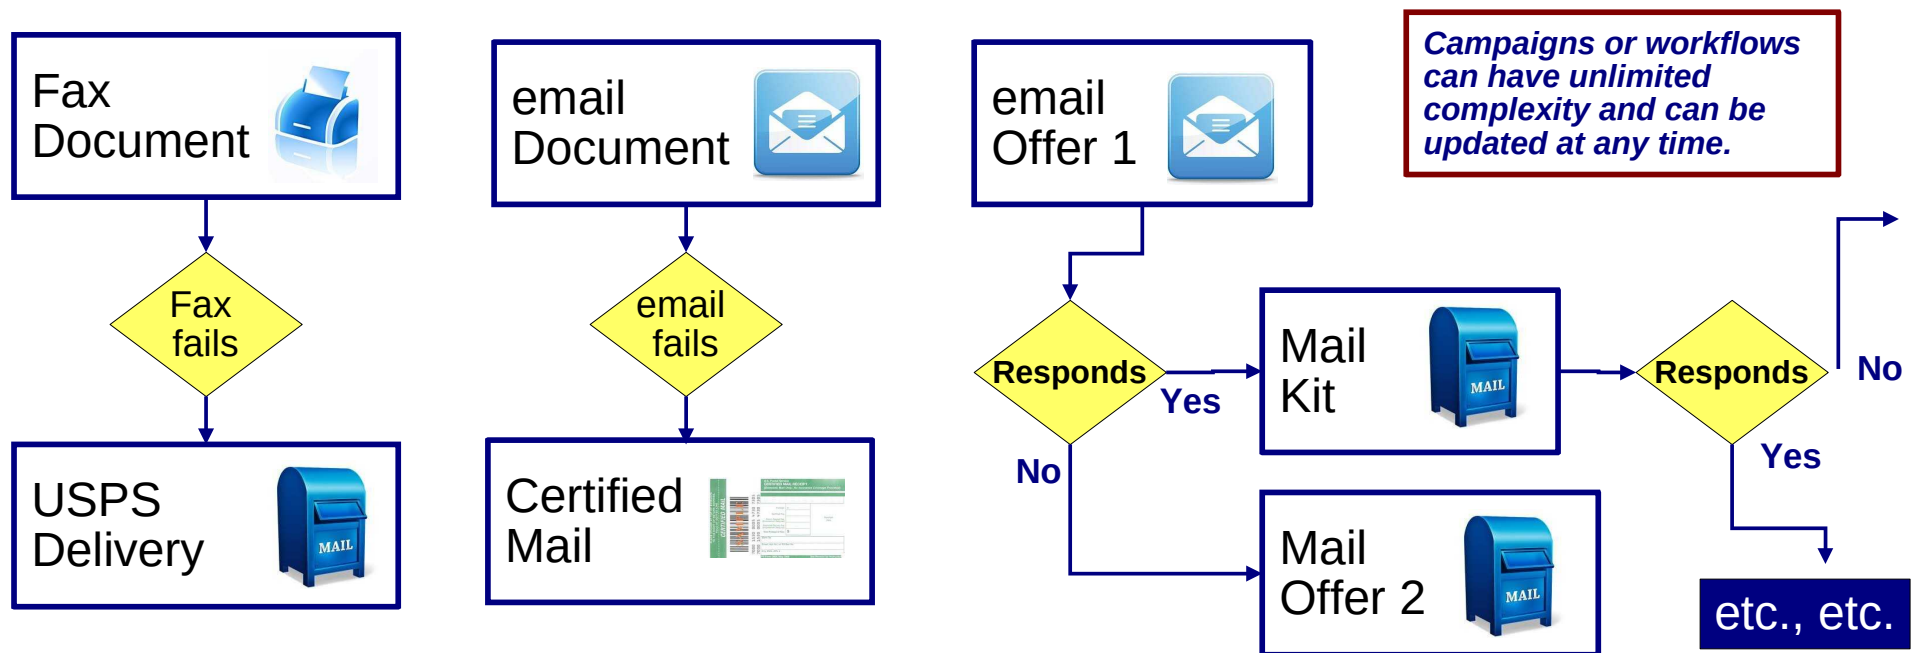 Fax
Document
Fax
fails
USPS
Delivery
MAIL
email
Document
email
fails
Certified
Mail
CERTIFIED MAIL
email
Offer 1
Responds
Yes
No
Mail
Kit
MAIL
Mail
Offer 2
MAIL
Responds
No
Yes
etc., etc.
Campaigns or workflows
can have unlimited
complexity and can be
updated at any time.